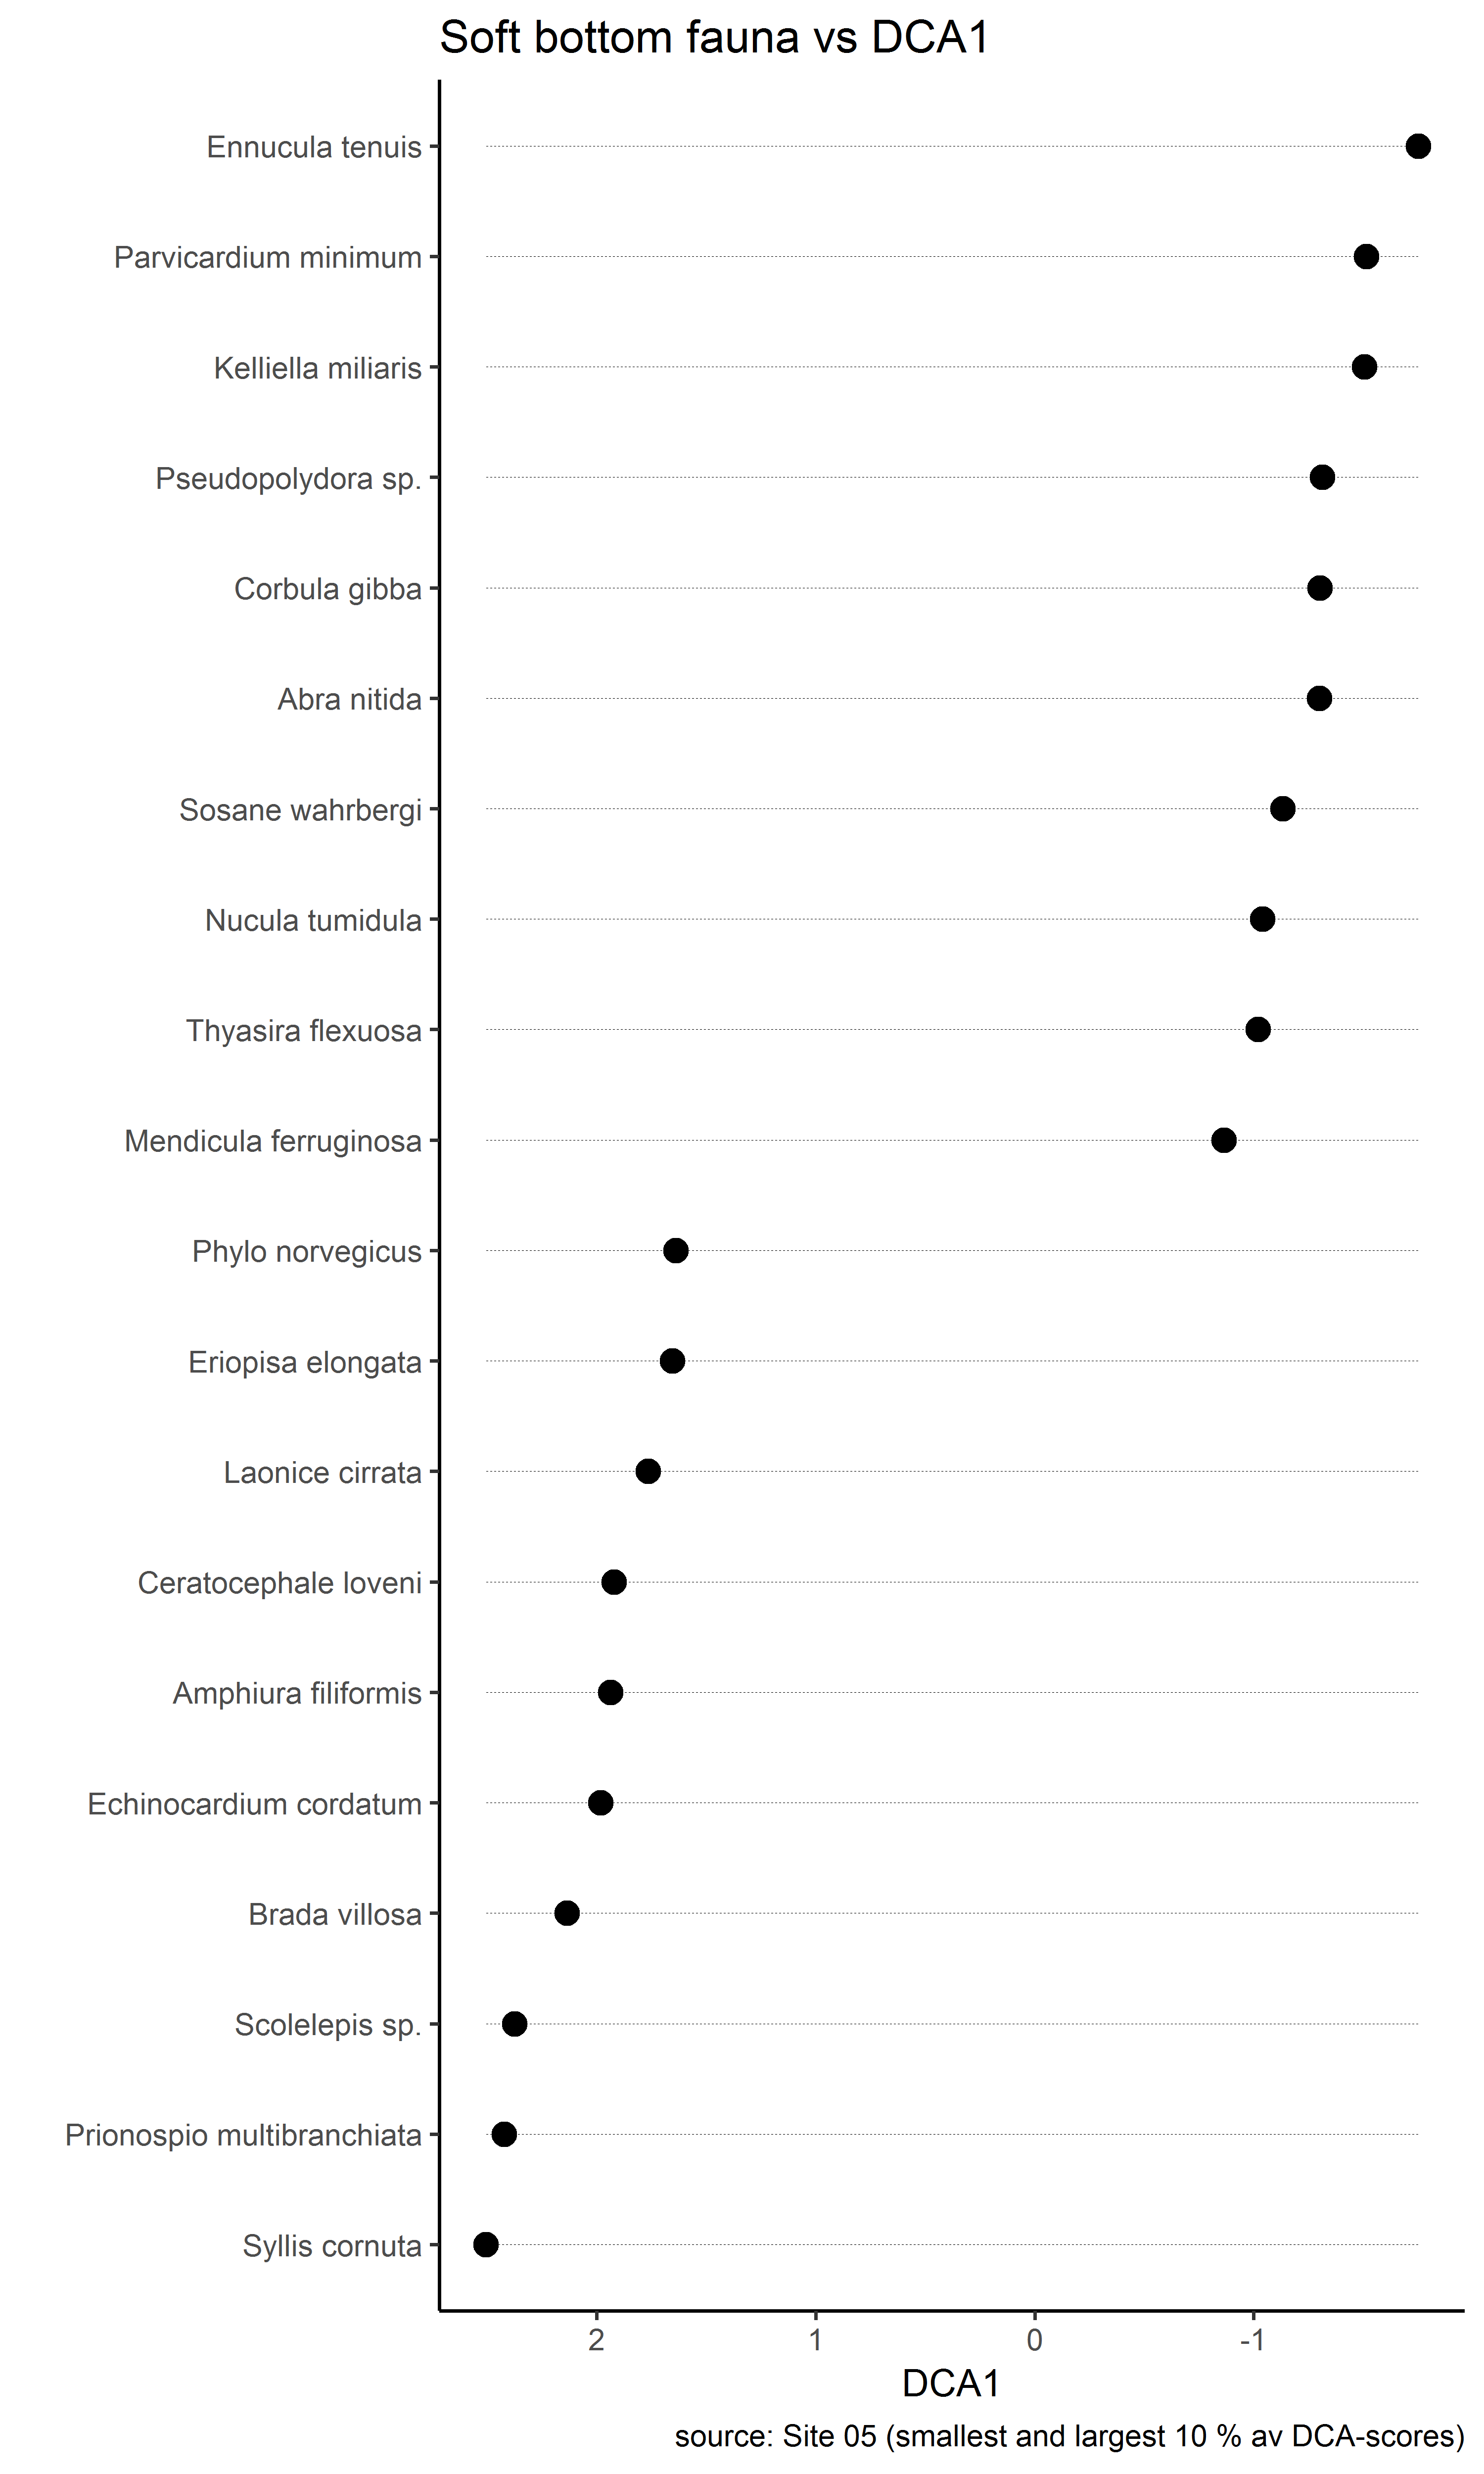 Soft bottom fauna vs DCA1
Ennucula tenuis
Parvicardium minimum
Kelliella miliaris
Pseudopolydora sp.
Corbula gibba
Abra nitida
Sosane wahrbergi
Nucula tumidula
Thyasira flexuosa
Mendicula ferruginosa
Phylo norvegicus
Eriopisa elongata
Laonice cirrata
Ceratocephale loveni
Amphiura filiformis
Echinocardium cordatum
Brada villosa
Scolelepis sp.
Prionospio multibranchiata
Syllis cornuta
2 1 0 -1
DCA1
source: Site 05 (smallest and largest 10 % av DCA-scores)